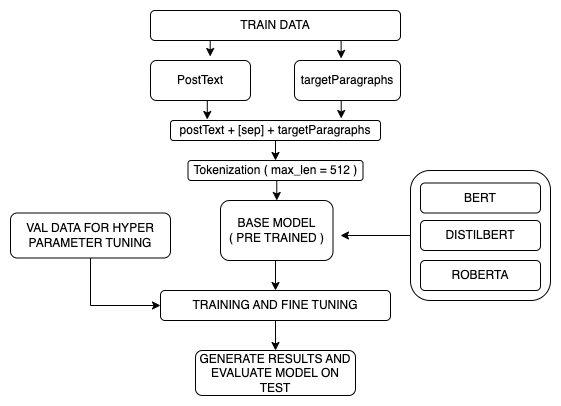 TRAIN DATA
PostText
targetParagraphs
postText + [sep] + targetParagraphs
Tokenization ( max_len = 512 )
BASE MODEL
( PRE TRAINED )
BERT
DISTILBERT
ROBERTA
VAL DATA FOR HYPER
PARAMETER TUNING
TRAINING AND FINE TUNING
GENERATE RESULTS AND
EVALUATE MODEL ON
TEST